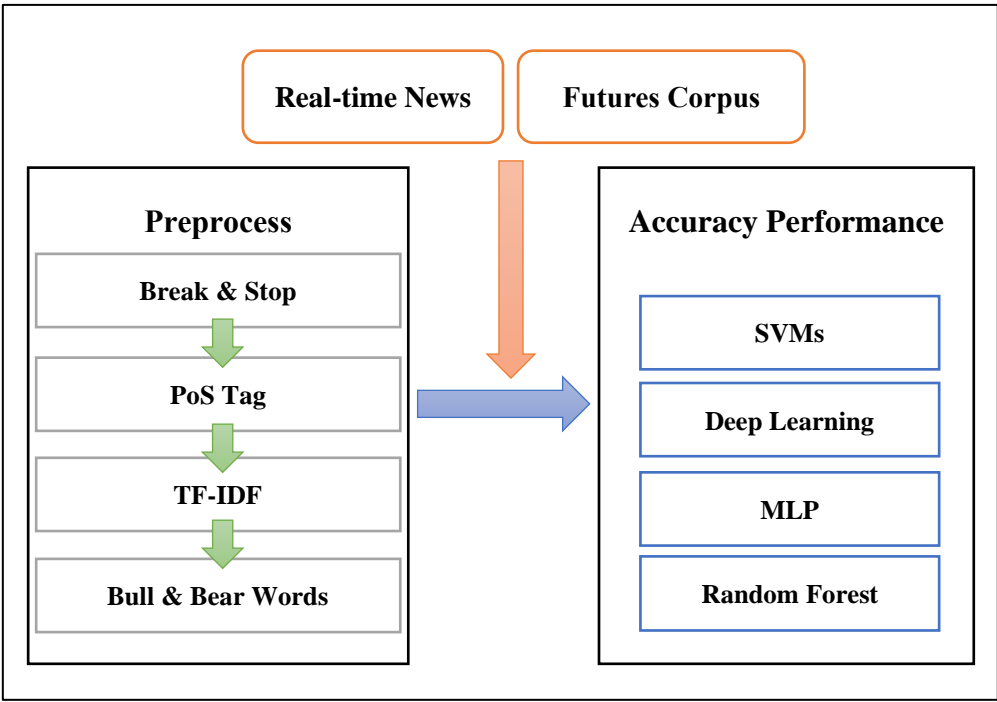 Real-time News
Futures Corpus
Preprocess
Break & Stop
PoS Tag
TF-IDF
Bull & Bear Words
Accuracy Performance
SVMs
Deep Learning
MLP
Random Forest